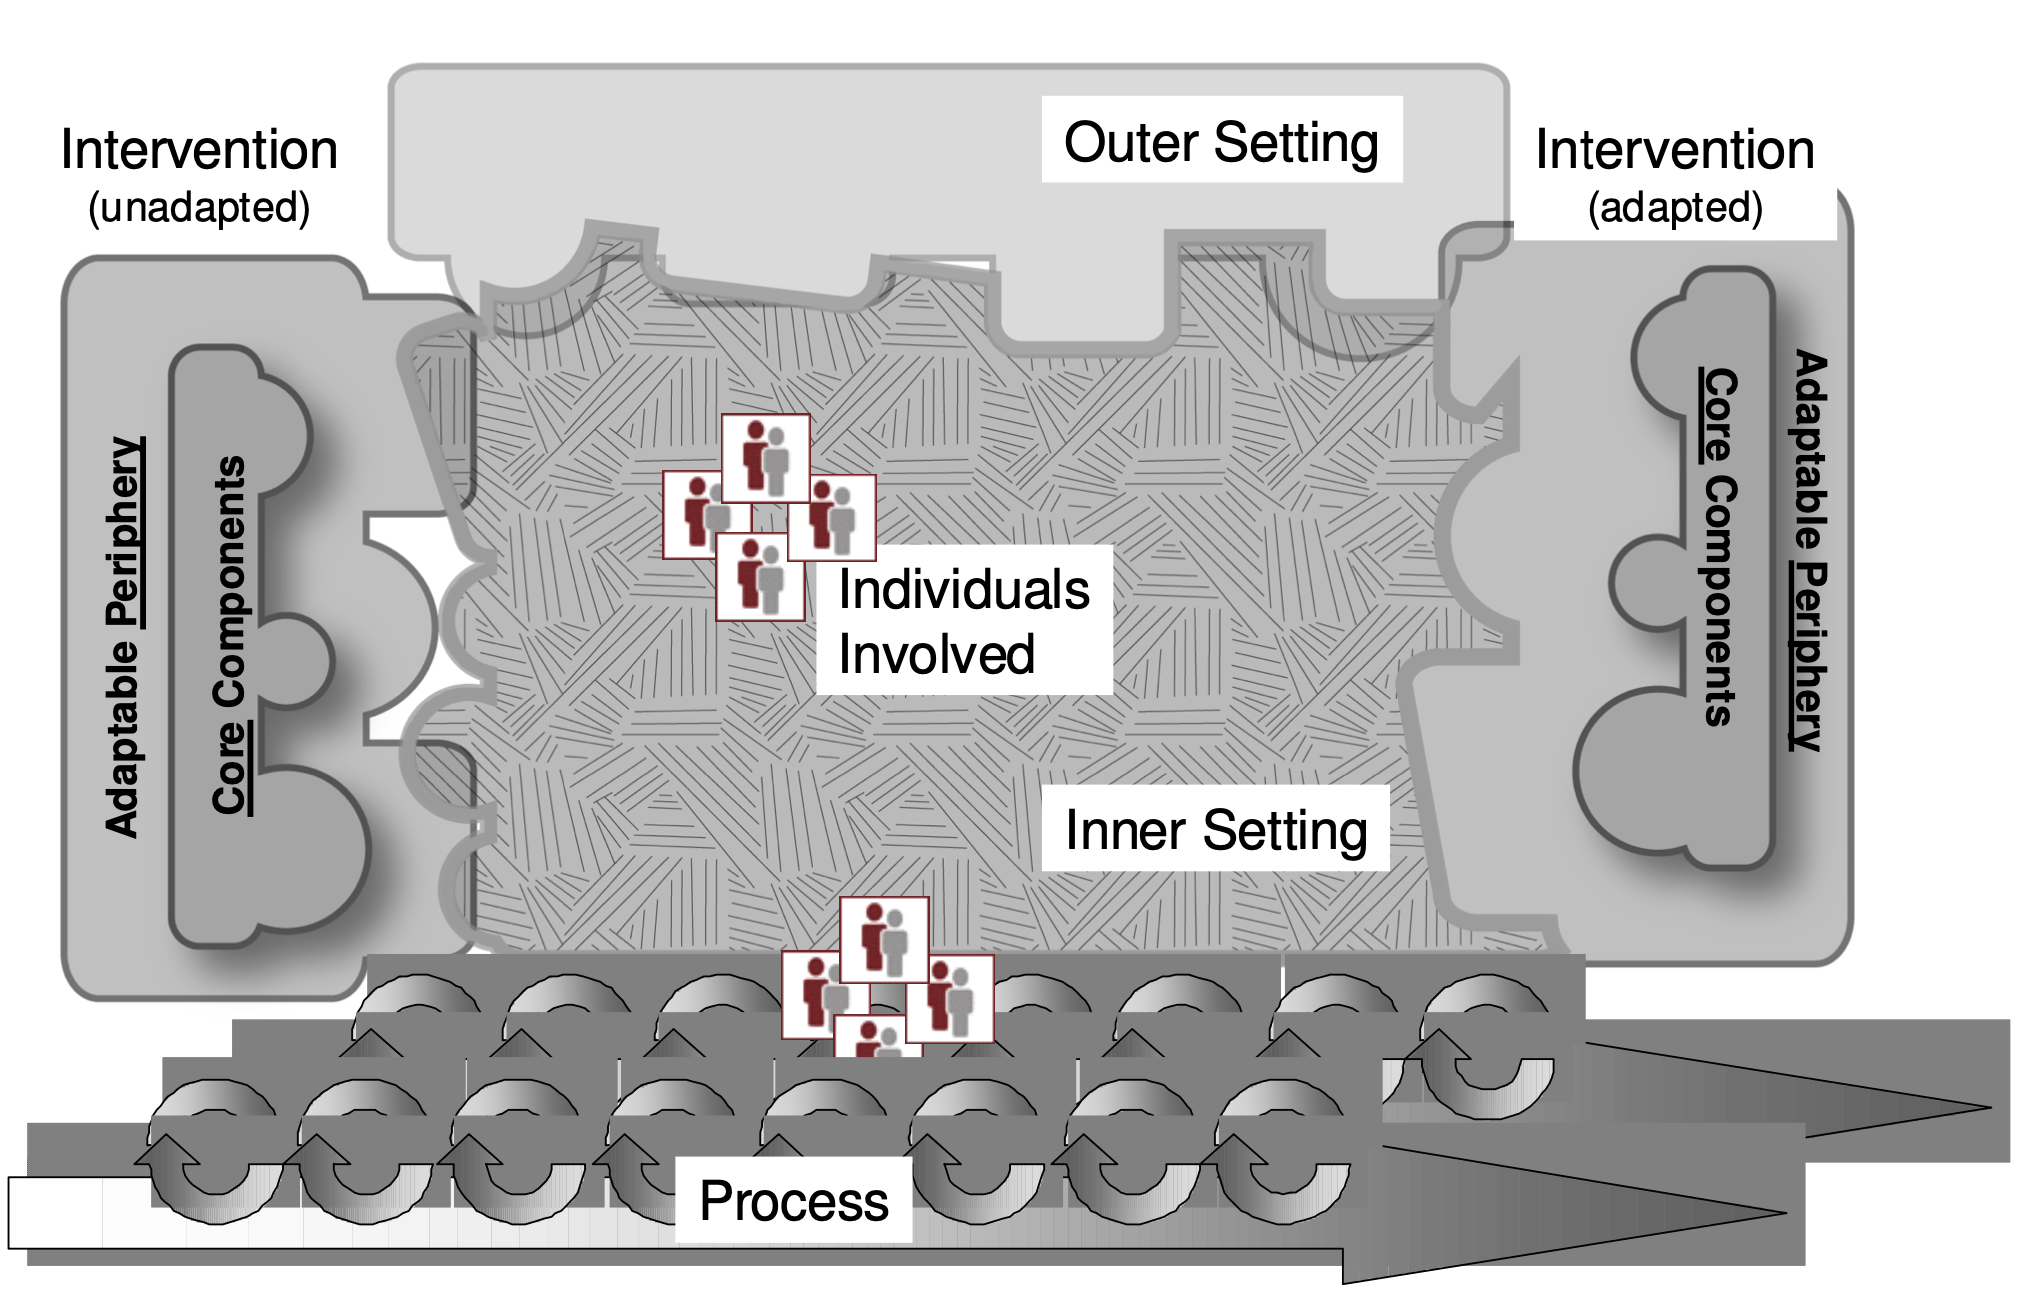 Outer Setting
Intervention
(unadapted)
Intervention
(adapted)
Adaptable Periphery
Core Components
Core Components
Adaptable Periphery
Individuals
Involved
Inner Setting
Process